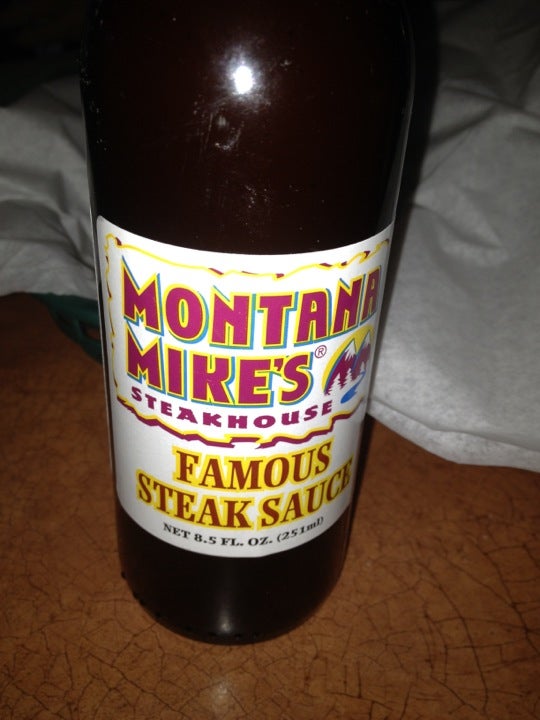 MONTANA
MIKE'S®
STEAKHOUSE
FAMOUS
STEAK SAUCE
NET 8.5 FL. OZ. (251ml)